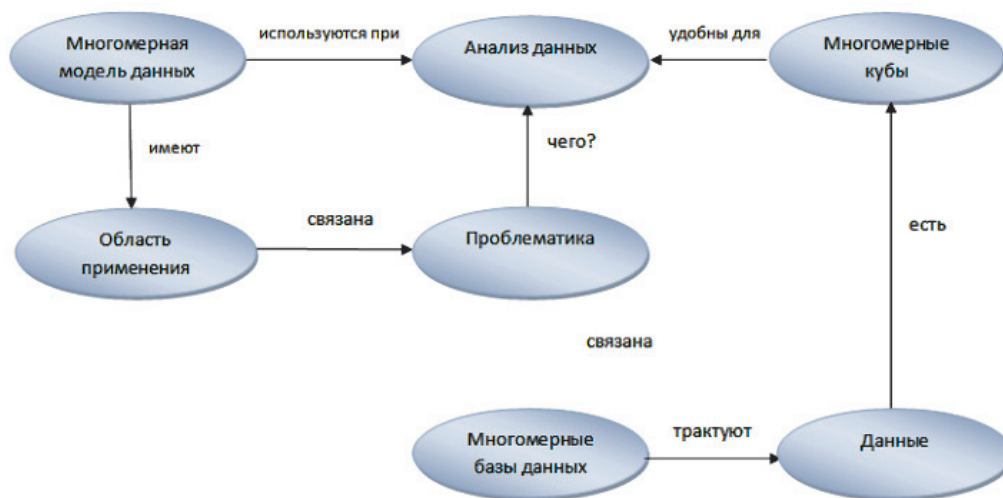 Многомерная
модель данных
используются при
Анализ данных
удобны для
Многомерные
кубы
имеют
чего?
Область
применения
связана
Проблематика
есть
связана
Многомерные
базы данных
трактуют
Данные